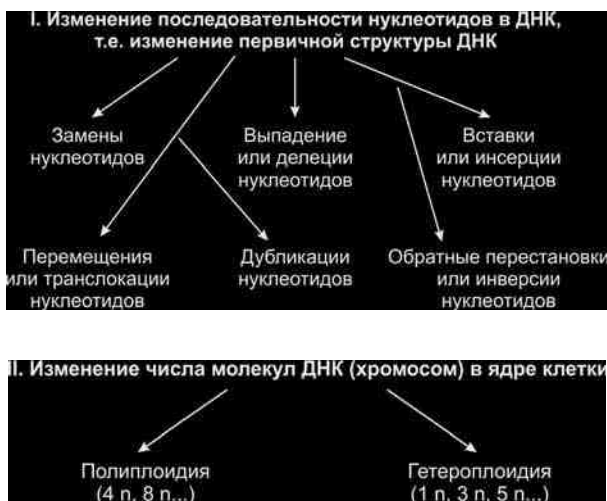 I. Изменение последовательности нуклеотидов в ДНК,
т.е. изменение первичной структуры ДНК
Замены
нуклеотидов
Выпадение
или делеции
нуклеотидов
Вставки
или инсерции
нуклеотидов
Перемещения
или транслокации
нуклеотидов
Дубликации
нуклеотидов
Обратные перестановки
или инверсии
нуклеотидов
II. Изменение числа молекул ДНК (хромосом) в ядре клетки
Полиплоидия
(4 n, 8 n...)
Гетероплоидия
(1 n, 3 n, 5 n...)